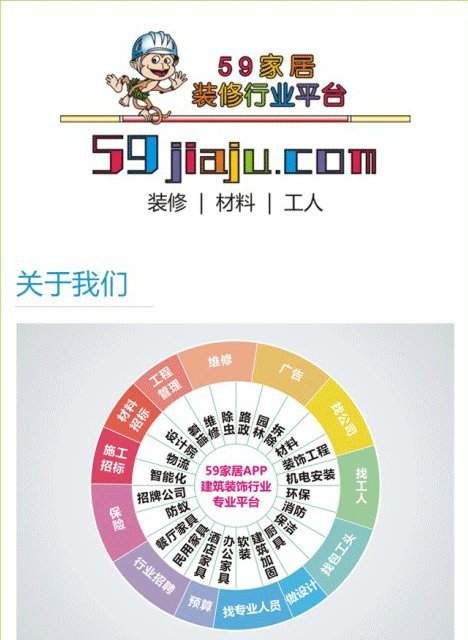 59家居
装修行业平台
59jiaju.com
装修 | 材料 | 工人
关于我们
维修
广告
找公司
找工人
找包工头
做设计
找专业人员
预算
行业招聘
保险
施工
招标
材料
招标
工程
管理
维修
除虫
路政
园林
拆除
材料
装饰工程
机电安装
环保
消防
保洁
厨具
建筑加固
软装
办公家具
酒店家具
民用家具
餐厅家具
防蚁
招牌公司
智能化
物流
设计院
59家居APP
建筑装饰行业
专业平台